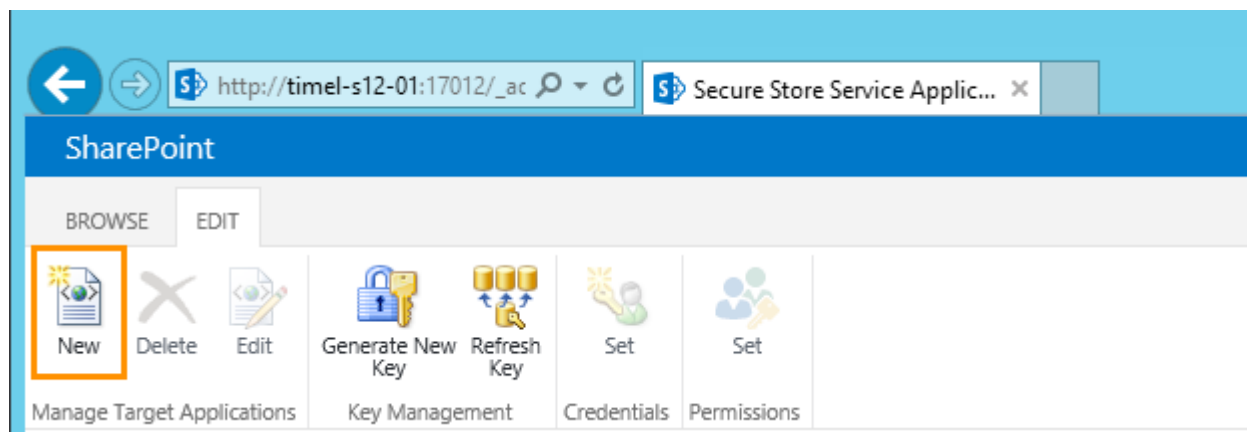 http://timel-s12-01:17012/_ac
Secure Store Service Applic...
SharePoint
BROWSE EDIT
New Delete Edit Generate New Key Refresh Key Set Set
Manage Target Applications Key Management Credentials Permissions